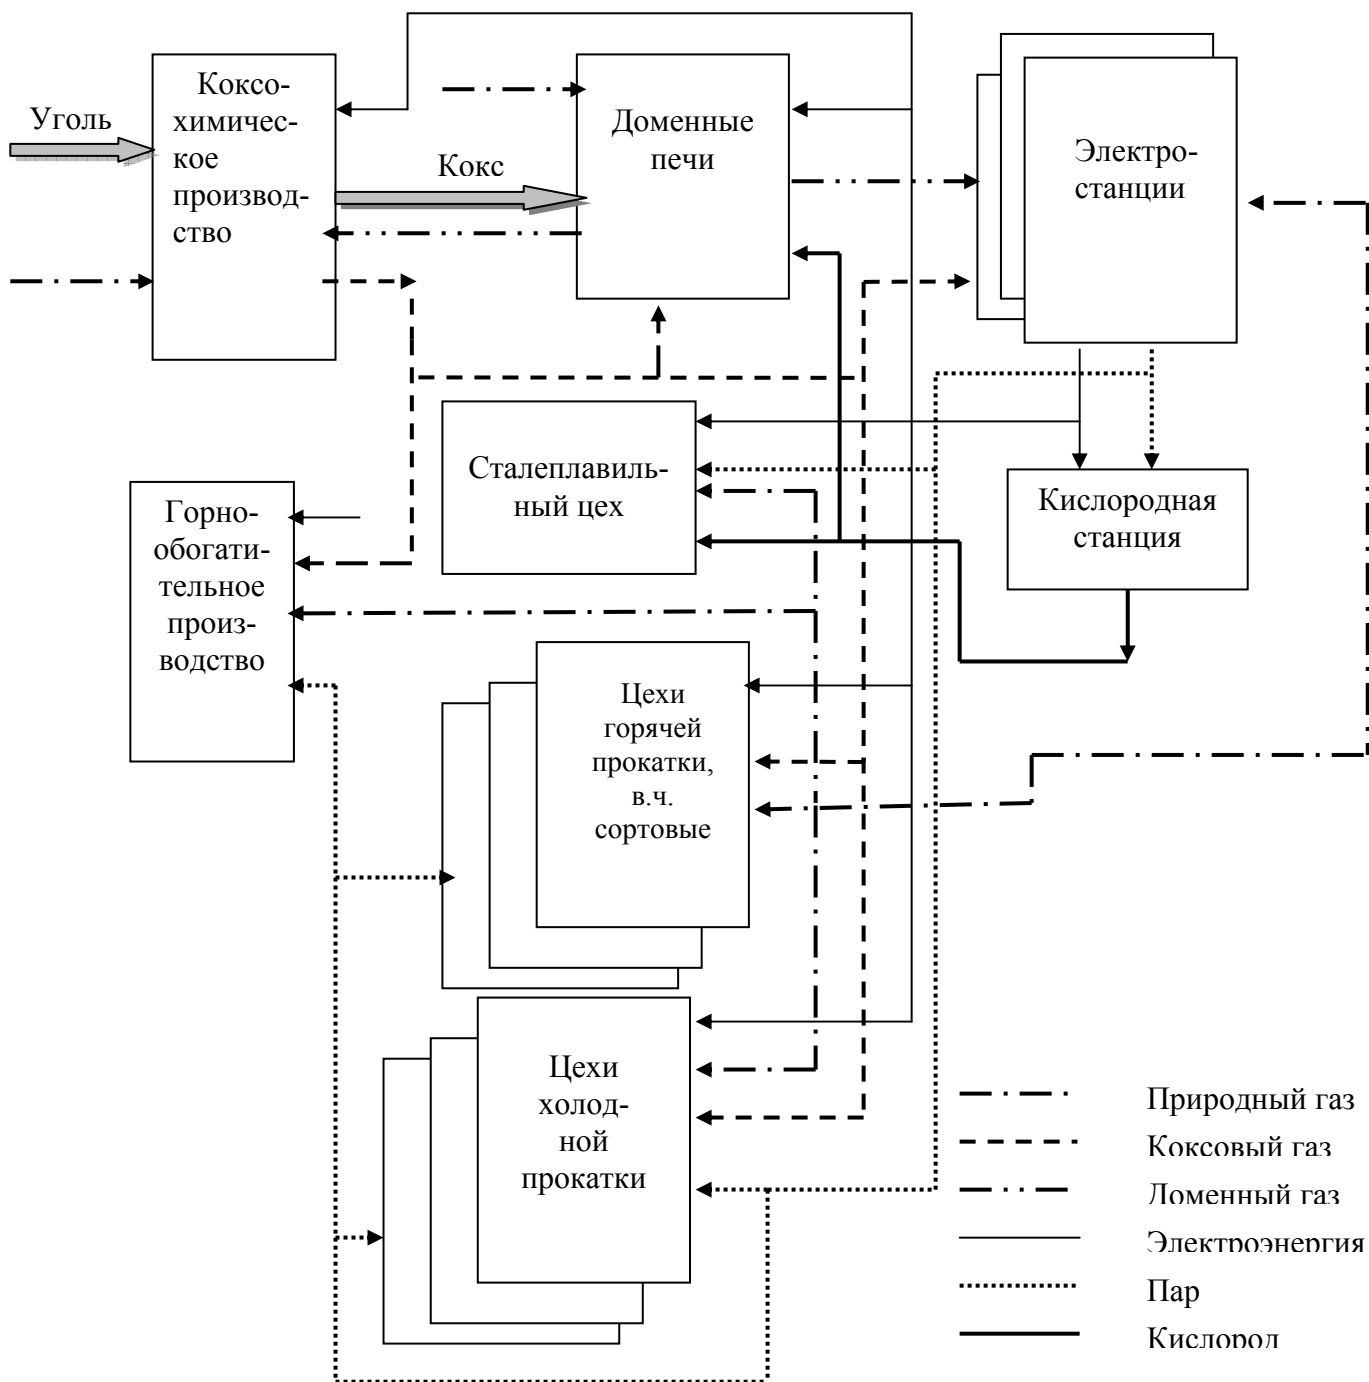 Уголь
Коксо-
химичес-
кое
производ-
ство
Кокс
Доменные
печи
Электро-
станции
Сталеплавиль-
ный цех
Кислородная
станция
Горно-
обогати-
тельное
произ-
водство
Цехи
горячей
прокатки,
в.ч.
сортовые
Цехи
холод-
ной
прокатки
Природный газ
Коксовый газ
Доменный газ
Электроэнергия
Пар
Кислород